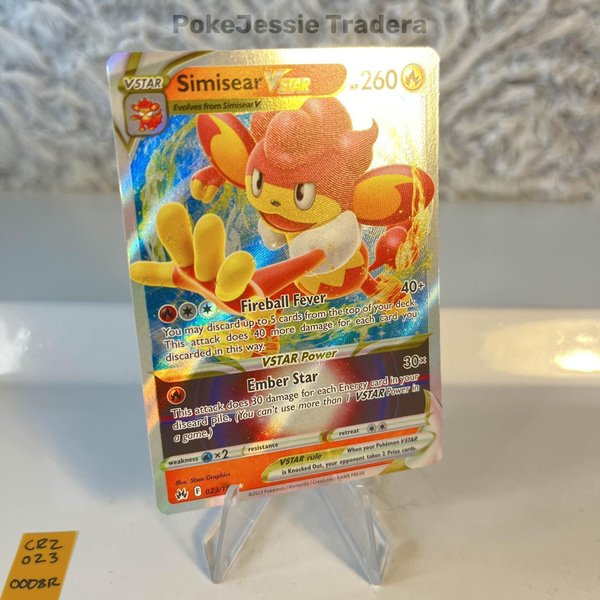 PokeJessie Tradera
VSTAR Simisear VSTAR HP 260
Evolves from Simisear V
Fireball Fever 40+
You may discard up to 5 cards from the top of your deck.
This attack does 40 more damage for each card you
discarded in this way.
VSTAR Power
Ember Star 30×
This attack does 30 damage for each Energy card in your
discard pile. (You can't use more than 1 VSTAR Power in
a game.)
weakness ×2 resistance retreat
VSTAR rule When your Pokémon VSTAR
is Knocked Out, your opponent takes 2 Prize cards.
Illus. 5ban Graphics
F 023/
©2023 Pokémon / Nintendo / Creatures / GAME FREAK
CRZ
023
00D8R